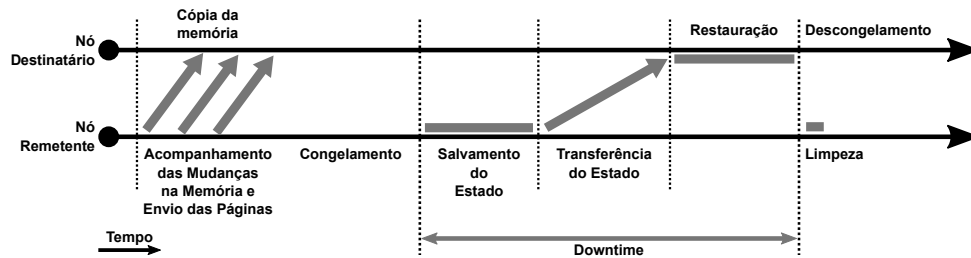 Cópia da
memória
Restauração
Descongelamento
Nó
Destinatário
Nó
Remetente
Acompanhamento
das Mudanças
na Memória e
Envio das Páginas
Congelamento
Salvamento
do
Estado
Transferência
do Estado
Limpeza
Tempo
Downtime